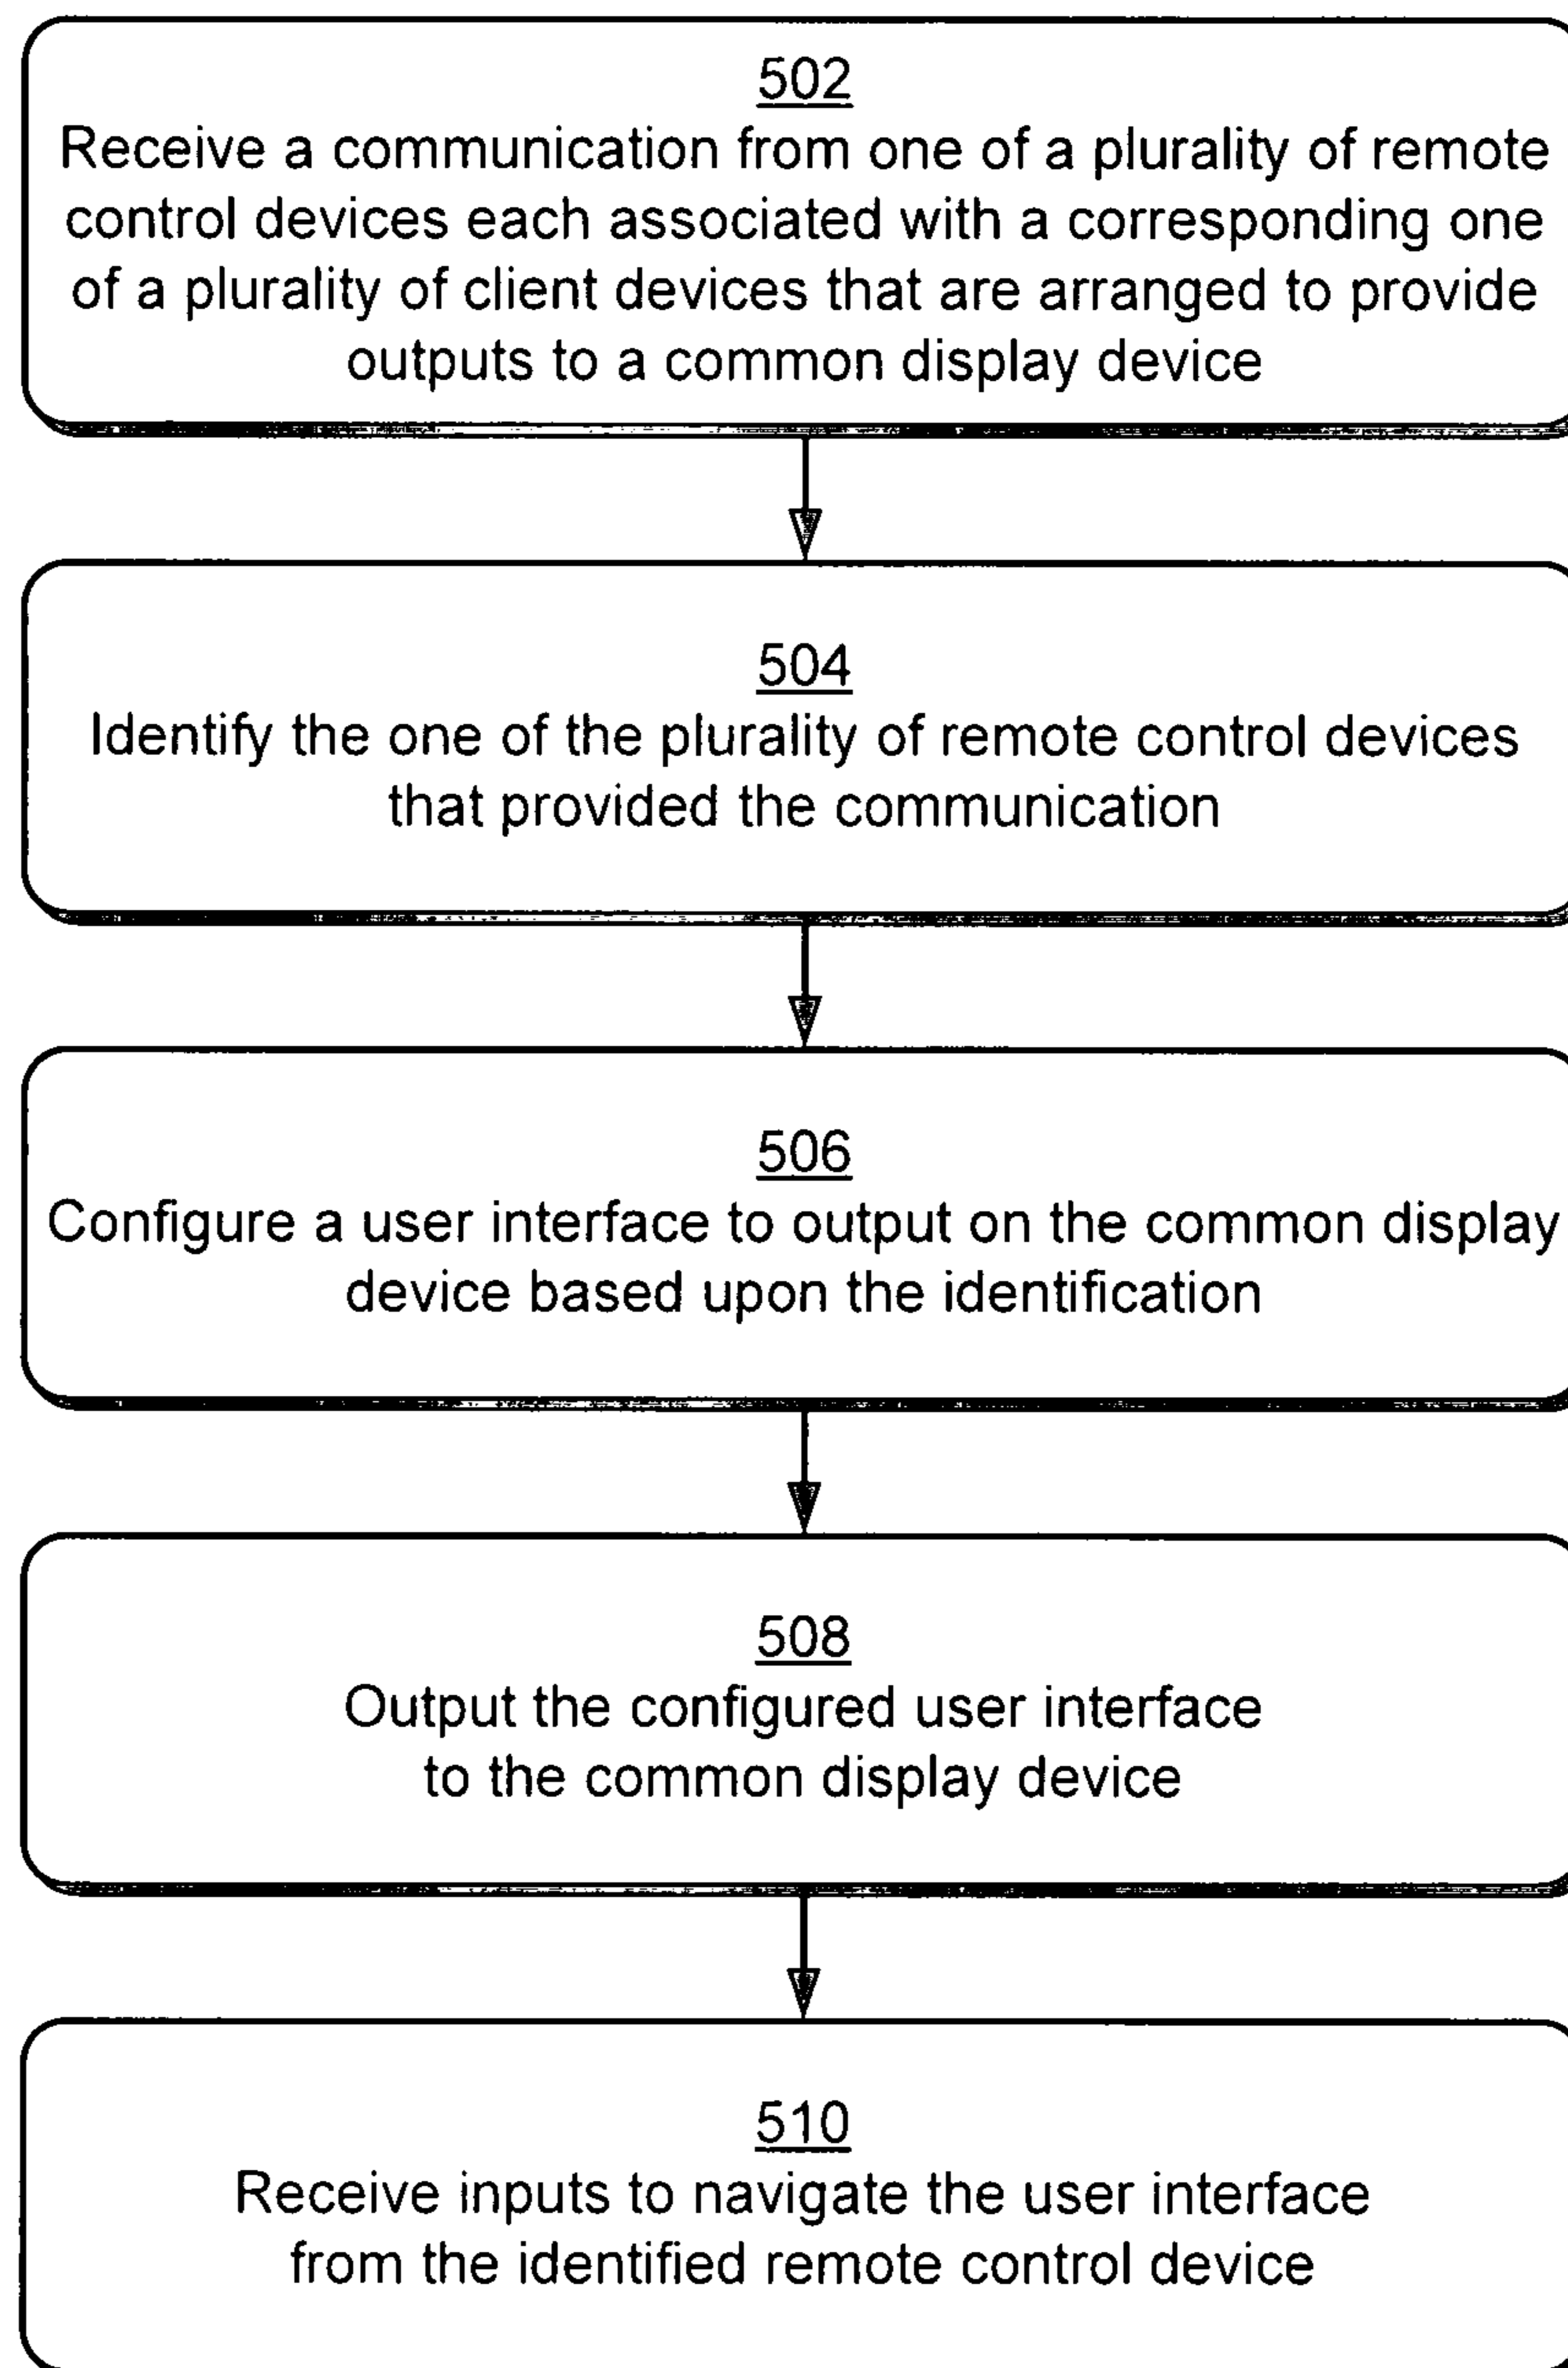 502
Receive a communication from one of a plurality of remote
control devices each associated with a corresponding one
of a plurality of client devices that are arranged to provide
outputs to a common display device
504
Identify the one of the plurality of remote control devices
that provided the communication
506
Configure a user interface to output on the common display
device based upon the identification
508
Output the configured user interface
to the common display device
510
Receive inputs to navigate the user interface
from the identified remote control device